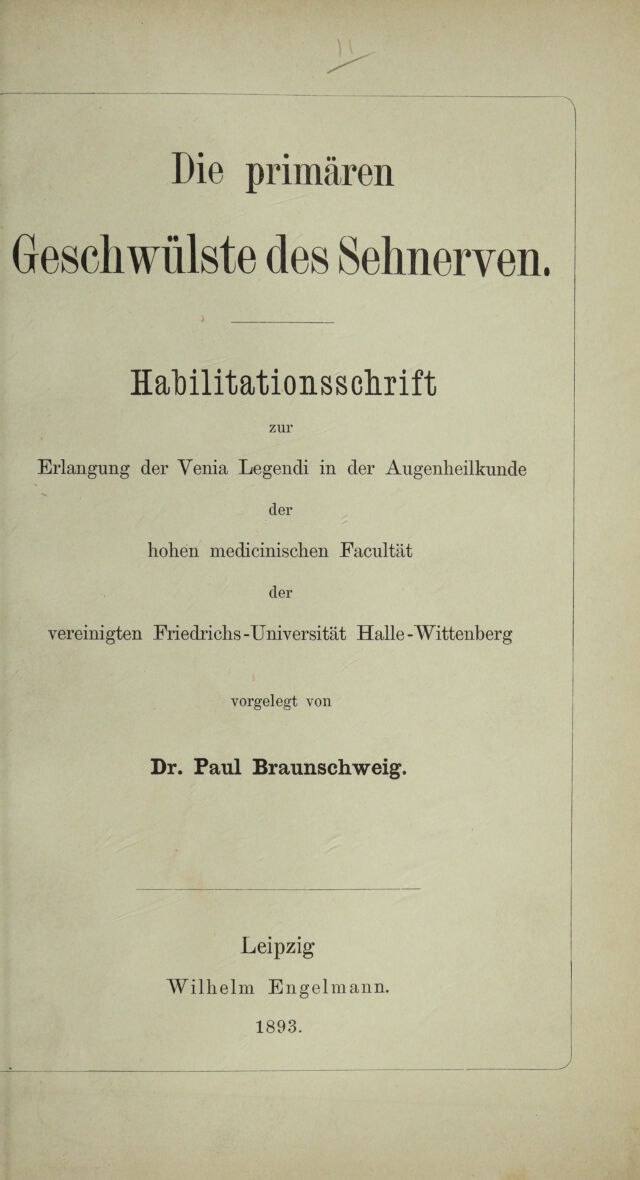 11
Die primären
Geschwülste des Sehnerven.
Habilitationsschrift
zur
Erlangung der Venia Legendi in der Augenheilkunde
der
hohen medicinischen Facultät
der
vereinigten Friedrichs-Universität Halle-Wittenberg
vorgelegt von
Dr. Paul Braunschweig.
Leipzig
Wilhelm Engelmann.
1893.